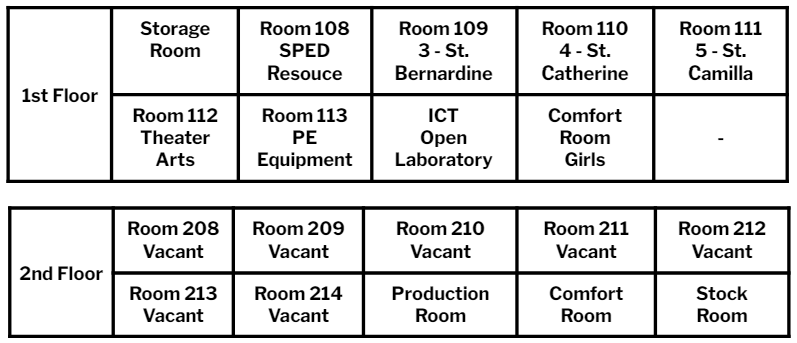 1st Floor
Storage
Room
Room 108
SPED
Resouce
Room 109
3 - St.
Bernardine
Room 110
4 - St.
Catherine
Room 111
5 - St.
Camilla
Room 112
Theater
Arts
Room 113
PE
Equipment
ICT
Open
Laboratory
Comfort
Room
Girls
-
2nd Floor
Room 208
Vacant
Room 209
Vacant
Room 210
Vacant
Room 211
Vacant
Room 212
Vacant
Room 213
Vacant
Room 214
Vacant
Production
Room
Comfort
Room
Stock
Room